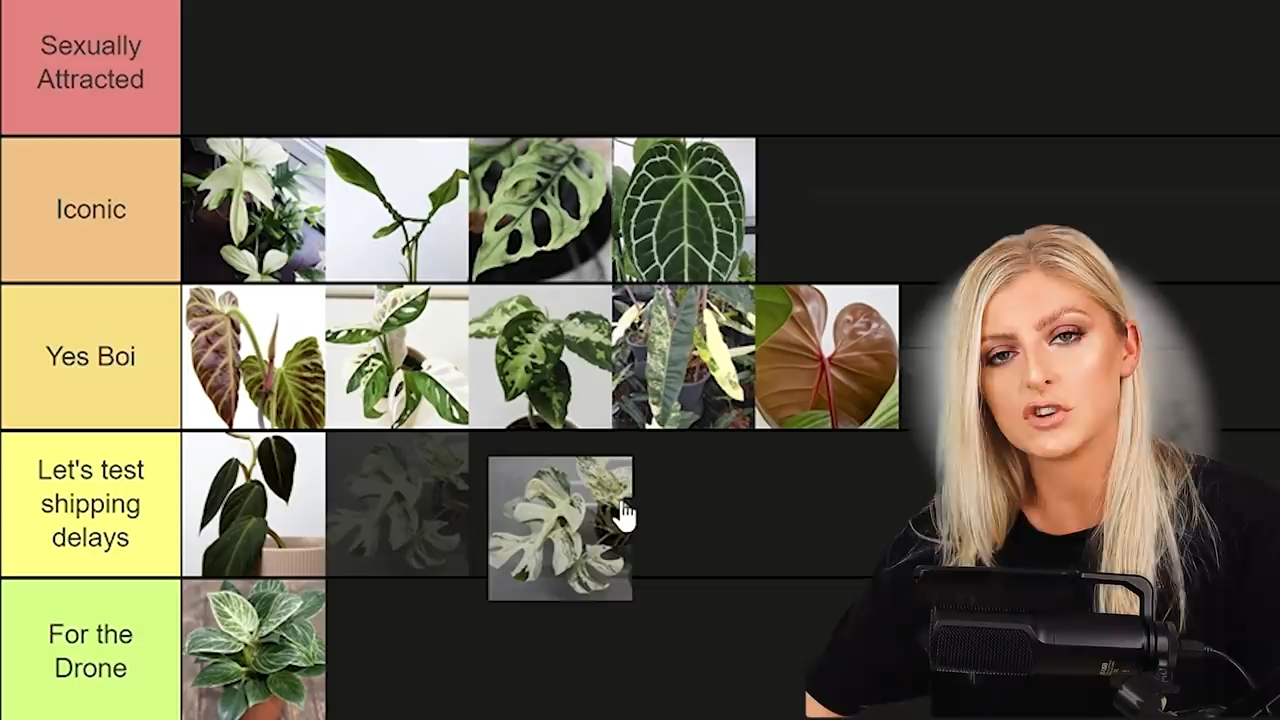 Sexually
Attracted
Iconic
Yes Boi
Let's test
shipping
delays
For the
Drone